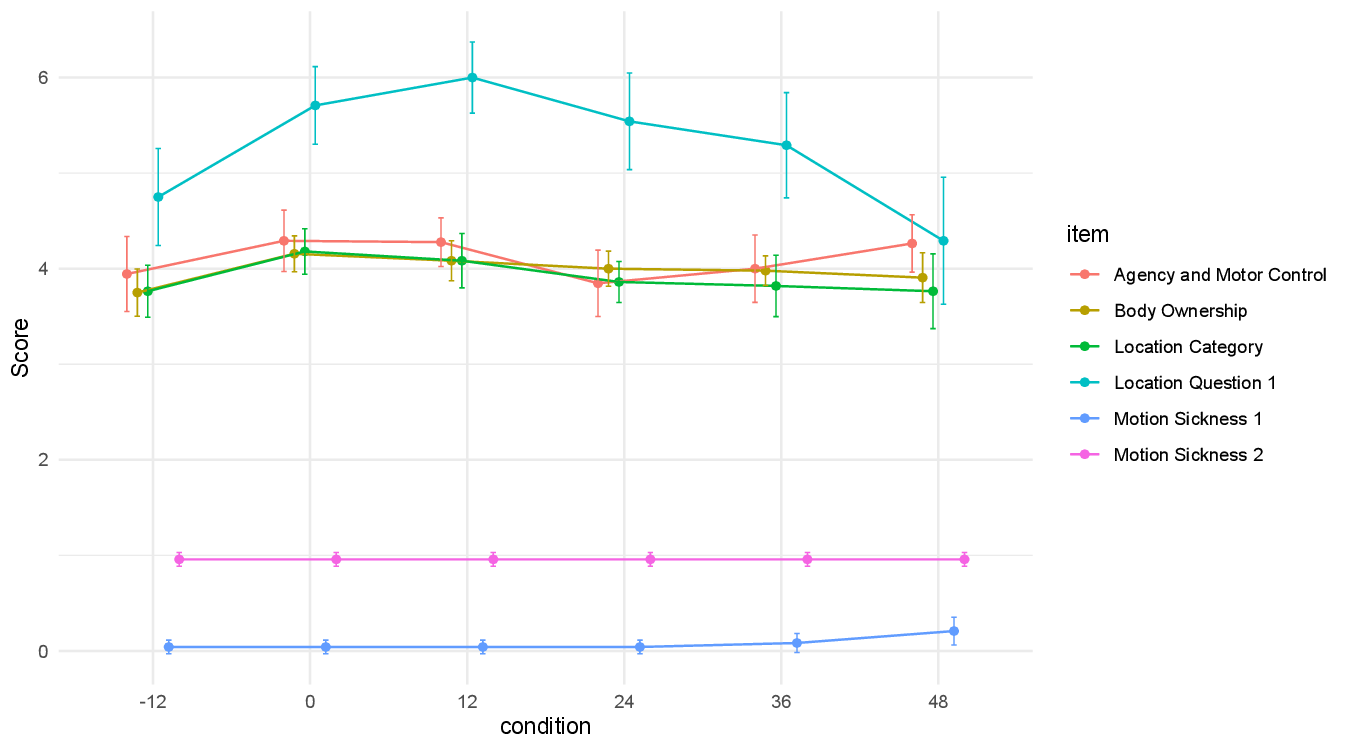 6
4
2
0
Score
-12 0 12 24 36 48
condition
item
Agency and Motor Control
Body Ownership
Location Category
Location Question 1
Motion Sickness 1
Motion Sickness 2